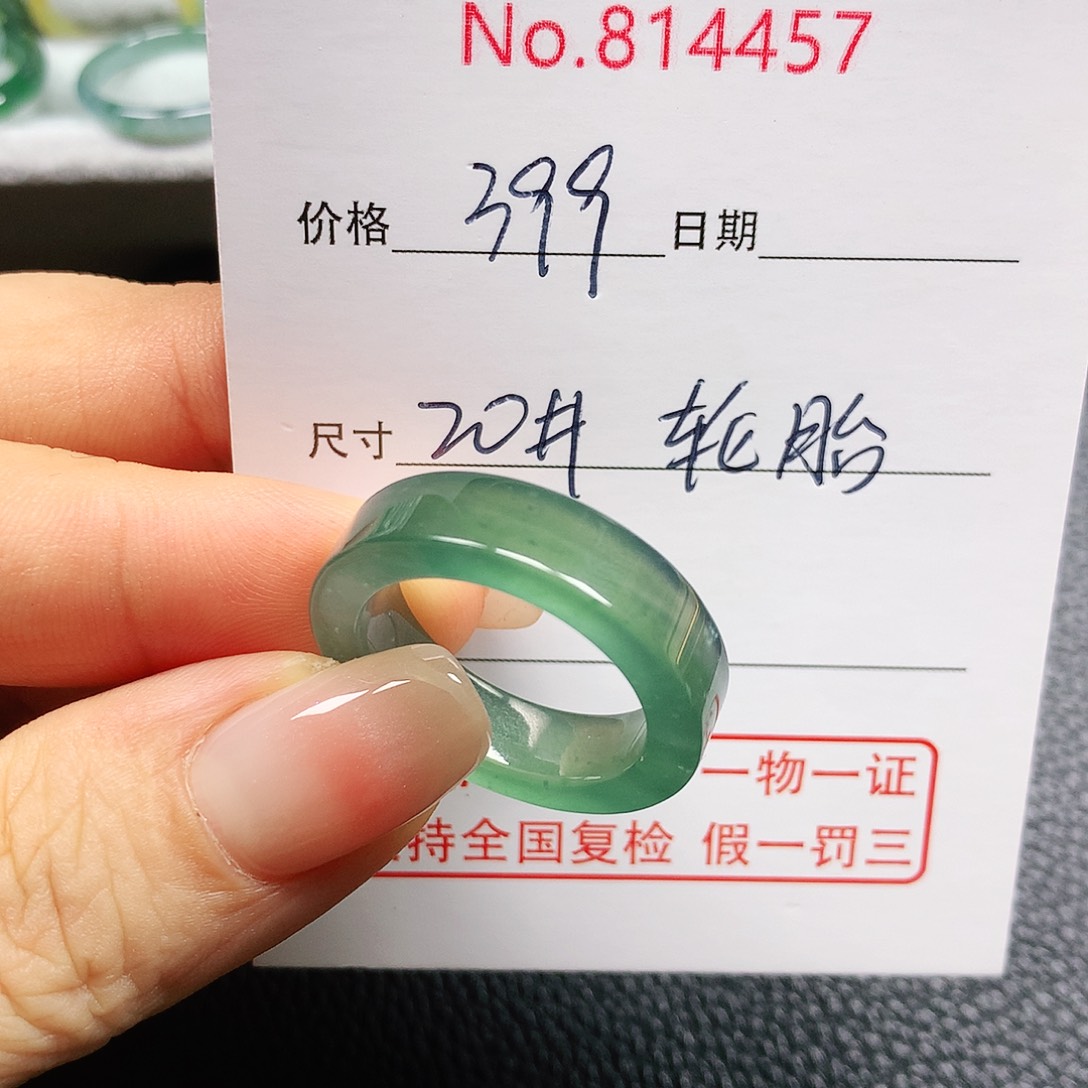 No.814457
价格 399 日期
尺寸 20# 轮胎
一物一证
持全国复检 假一罚三